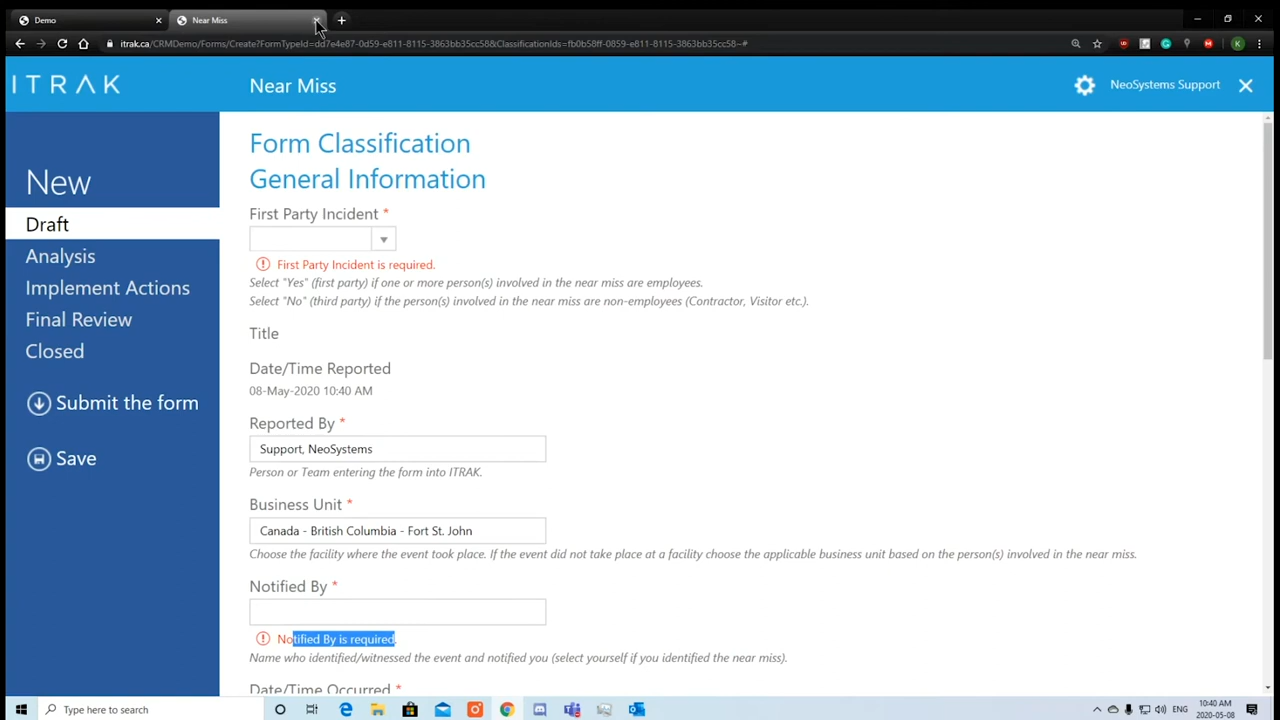 Demo
Near Miss
itrak.ca/CRMDemo/Forms/Create?FormTypeId=dd7e4e87-0d59-e811-8115-3863bb35cc58&ClassificationIds=fb0b58ff-0859-e811-8115-3863bb35cc58~#
ITRAK
Near Miss
NeoSystems Support
New
Draft
Analysis
Implement Actions
Final Review
Closed
Submit the form
Save
Form Classification
General Information
First Party Incident *
First Party Incident is required.
Select "Yes" (first party) if one or more person(s) involved in the near miss are employees.
Select "No" (third party) if the person(s) involved in the near miss are non-employees (Contractor, Visitor etc.).
Title
Date/Time Reported
08-May-2020 10:40 AM
Reported By *
Support, NeoSystems
Person or Team entering the form into ITRAK.
Business Unit *
Canada - British Columbia - Fort St. John
Choose the facility where the event took place. If the event did not take place at a facility choose the applicable business unit based on the person(s) involved in the near miss.
Notified By *
Notified By is required.
Name who identified/witnessed the event and notified you (select yourself if you identified the near miss).
Date/Time Occurred *
Type here to search
ENG
10:40 AM
2020-05-08